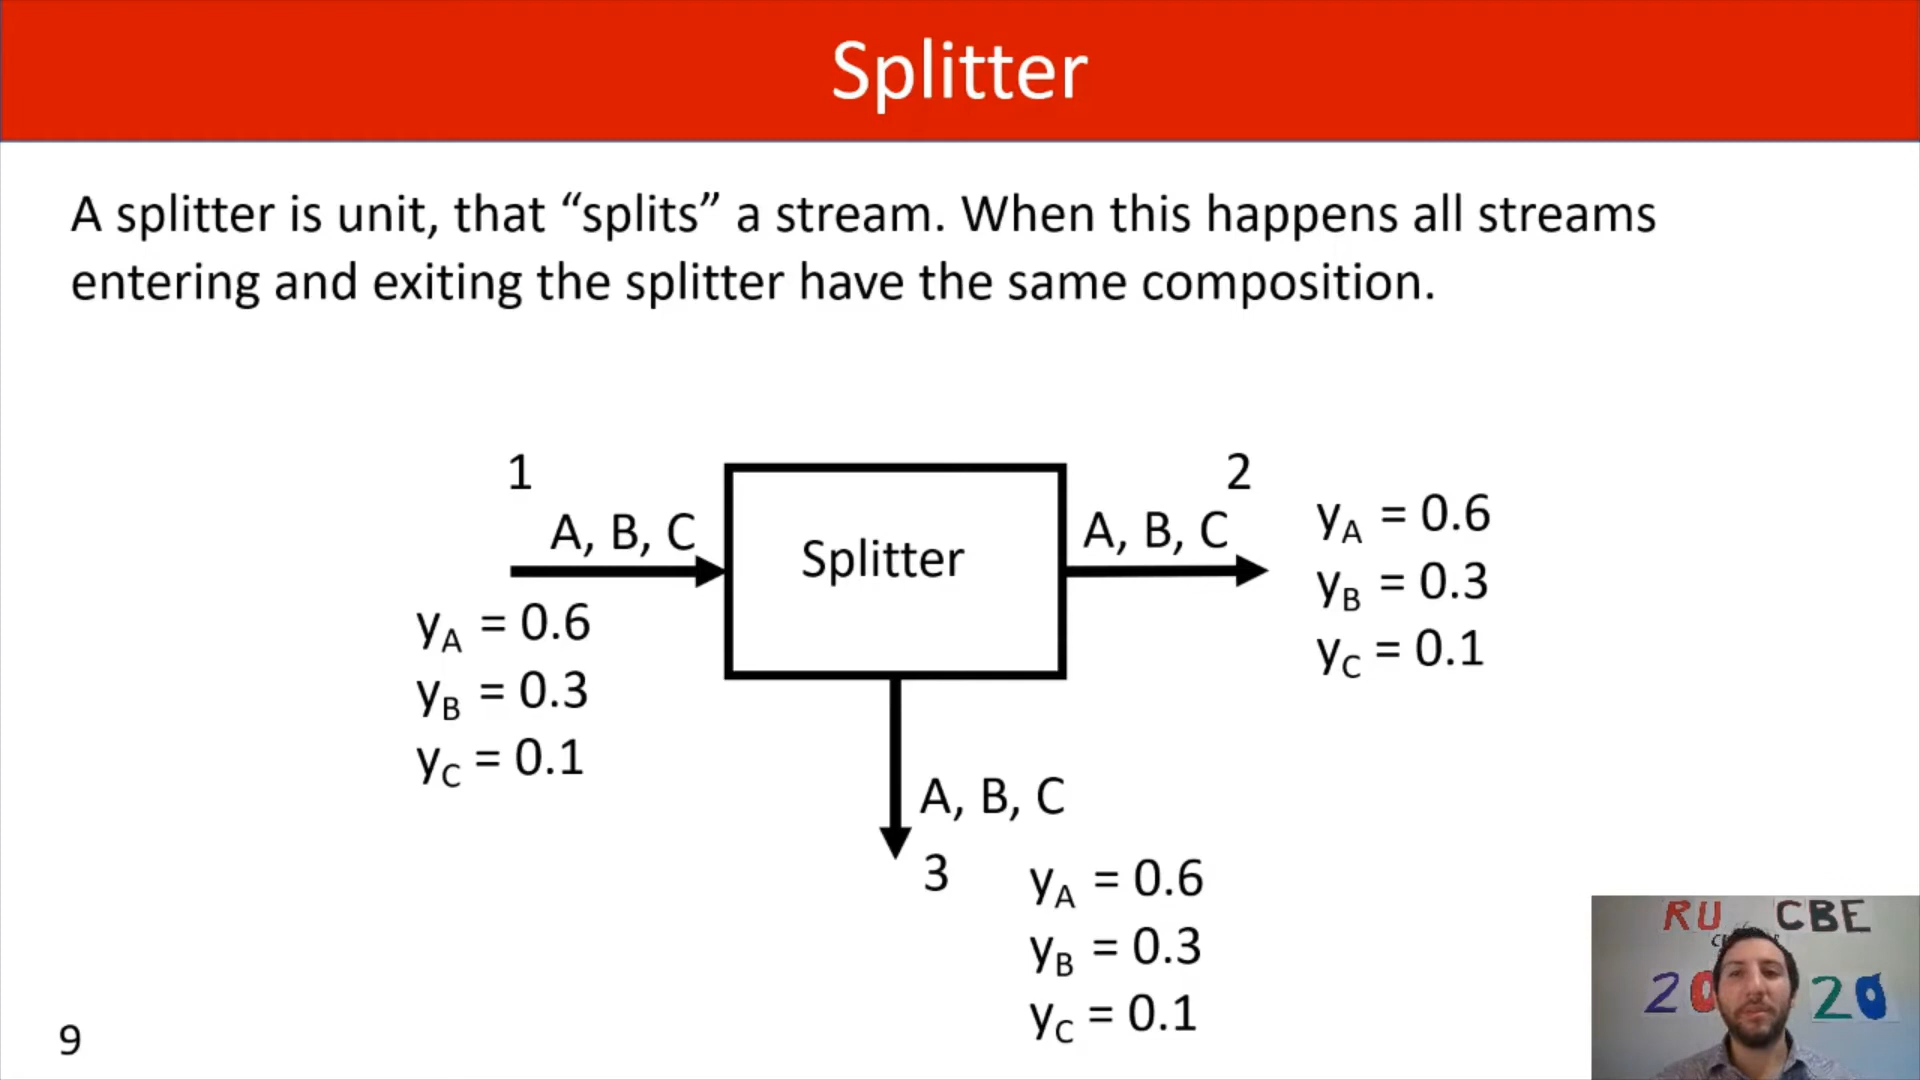 Splitter
A splitter is unit, that “splits” a stream. When this happens all streams
entering and exiting the splitter have the same composition.
1
A, B, C
yA = 0.6
yB = 0.3
yC = 0.1
Splitter
2
A, B, C
yA = 0.6
yB = 0.3
yC = 0.1
A, B, C
3
yA = 0.6
yB = 0.3
yC = 0.1
9
RU CBE
20 20